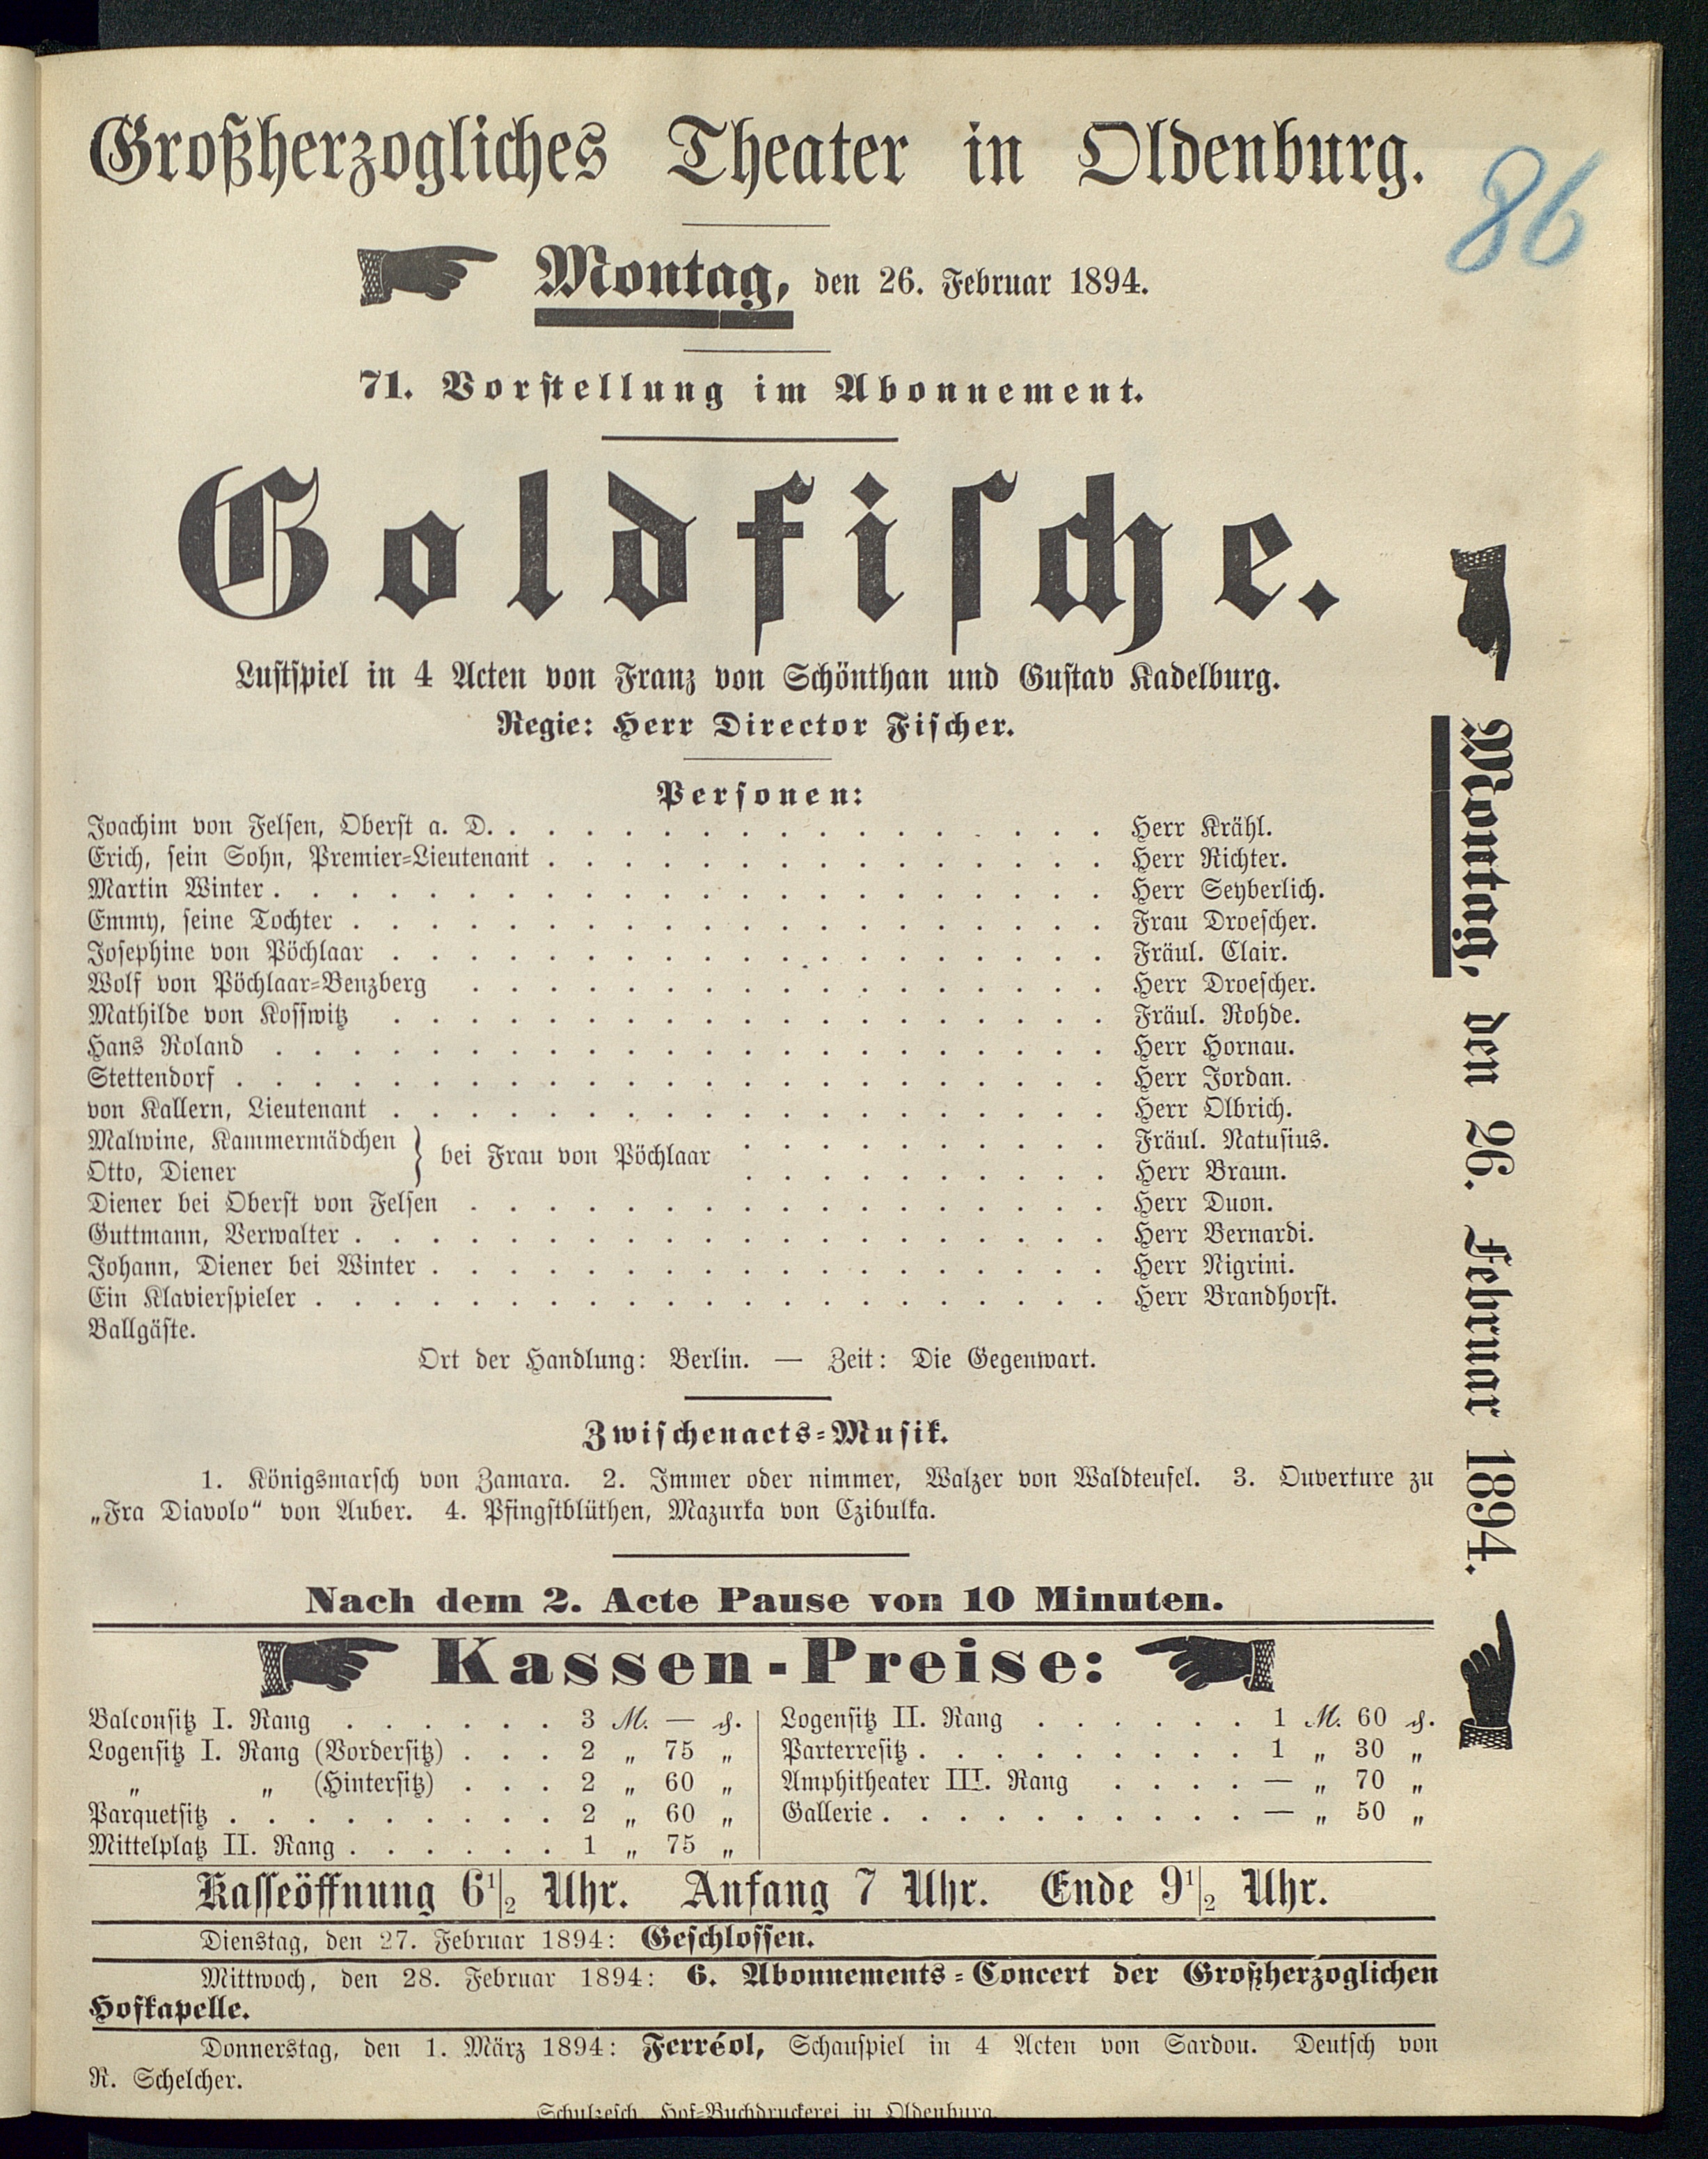 Großherzogliches Theater in Oldenburg.
86
Montag, den 26. Februar 1894.
71. Vorstellung im Abonnement.
Goldfische.
Lustspiel in 4 Acten von Franz von Schönthan und Gustav Kadelburg.
Regie: Herr Director Fischer.
Personen:
Joachim von Felsen, Oberst a. D. . . . . . . . . . . . . . . . . Herr Krähl.
Erich, sein Sohn, Premier-Lieutenant . . . . . . . . . . . . . . . Herr Richter.
Martin Winter . . . . . . . . . . . . . . . . . . . . . . Herr Seyberlich.
Emmy, seine Tochter . . . . . . . . . . . . . . . . . . . . Frau Droescher.
Josephine von Pöchlaar . . . . . . . . . . . . . . . . . . . Fräul. Clair.
Wolf von Pöchlaar-Benzberg . . . . . . . . . . . . . . . . . Herr Droescher.
Mathilde von Kosswitz . . . . . . . . . . . . . . . . . . . Fräul. Rohde.
Hans Roland . . . . . . . . . . . . . . . . . . . . . . Herr Hornau.
Stettendorf . . . . . . . . . . . . . . . . . . . . . . . Herr Jordan.
von Kallern, Lieutenant . . . . . . . . . . . . . . . . . . . Herr Olbrich.
Malwine, Kammermädchen } bei Frau von Pöchlaar . . . . . . . . . . Fräul. Natusius.
Otto, Diener . . . . . . . . . . Herr Braun.
Diener bei Oberst von Felsen . . . . . . . . . . . . . . . . . Herr Duon.
Guttmann, Verwalter . . . . . . . . . . . . . . . . . . . . Herr Bernardi.
Johann, Diener bei Winter . . . . . . . . . . . . . . . . . . Herr Nigrini.
Ein Klavierspieler . . . . . . . . . . . . . . . . . . . . . Herr Brandhorst.
Ballgäste.
Ort der Handlung: Berlin. — Zeit: Die Gegenwart.
Zwischenacts-Musik.
1. Königsmarsch von Zamara. 2. Immer oder nimmer, Walzer von Waldteufel. 3. Ouverture zu
„Fra Diavolo“ von Auber. 4. Pfingstblüthen, Mazurka von Czibulka.
Nach dem 2. Acte Pause von 10 Minuten.
Kassen-Preise:
Balconsitz I. Rang . . . . . . 3 M. — ₰.
Logensitz I. Rang (Vordersitz) . . . 2 „ 75 „
„ „ (Hintersitz) . . . 2 „ 60 „
Parquetsitz . . . . . . . . . 2 „ 60 „
Mittelplatz II. Rang . . . . . . 1 „ 75 „
Logensitz II. Rang . . . . . . 1 M. 60 ₰.
Parterresitz . . . . . . . . . 1 „ 30 „
Amphitheater III. Rang . . . . — „ 70 „
Gallerie . . . . . . . . . . — „ 50 „
Kasseöffnung 6 1/2 Uhr. Anfang 7 Uhr. Ende 9 1/2 Uhr.
Dienstag, den 27. Februar 1894: Geschlossen.
Mittwoch, den 28. Februar 1894: 6. Abonnements-Concert der Großherzoglichen
Hofkapelle.
Donnerstag, den 1. März 1894: Ferréol, Schauspiel in 4 Acten von Sardou. Deutsch von
R. Schelcher.
Schulzesch. Hof-Buchdruckerei in Oldenburg.
Montag, den 26. Februar 1894.